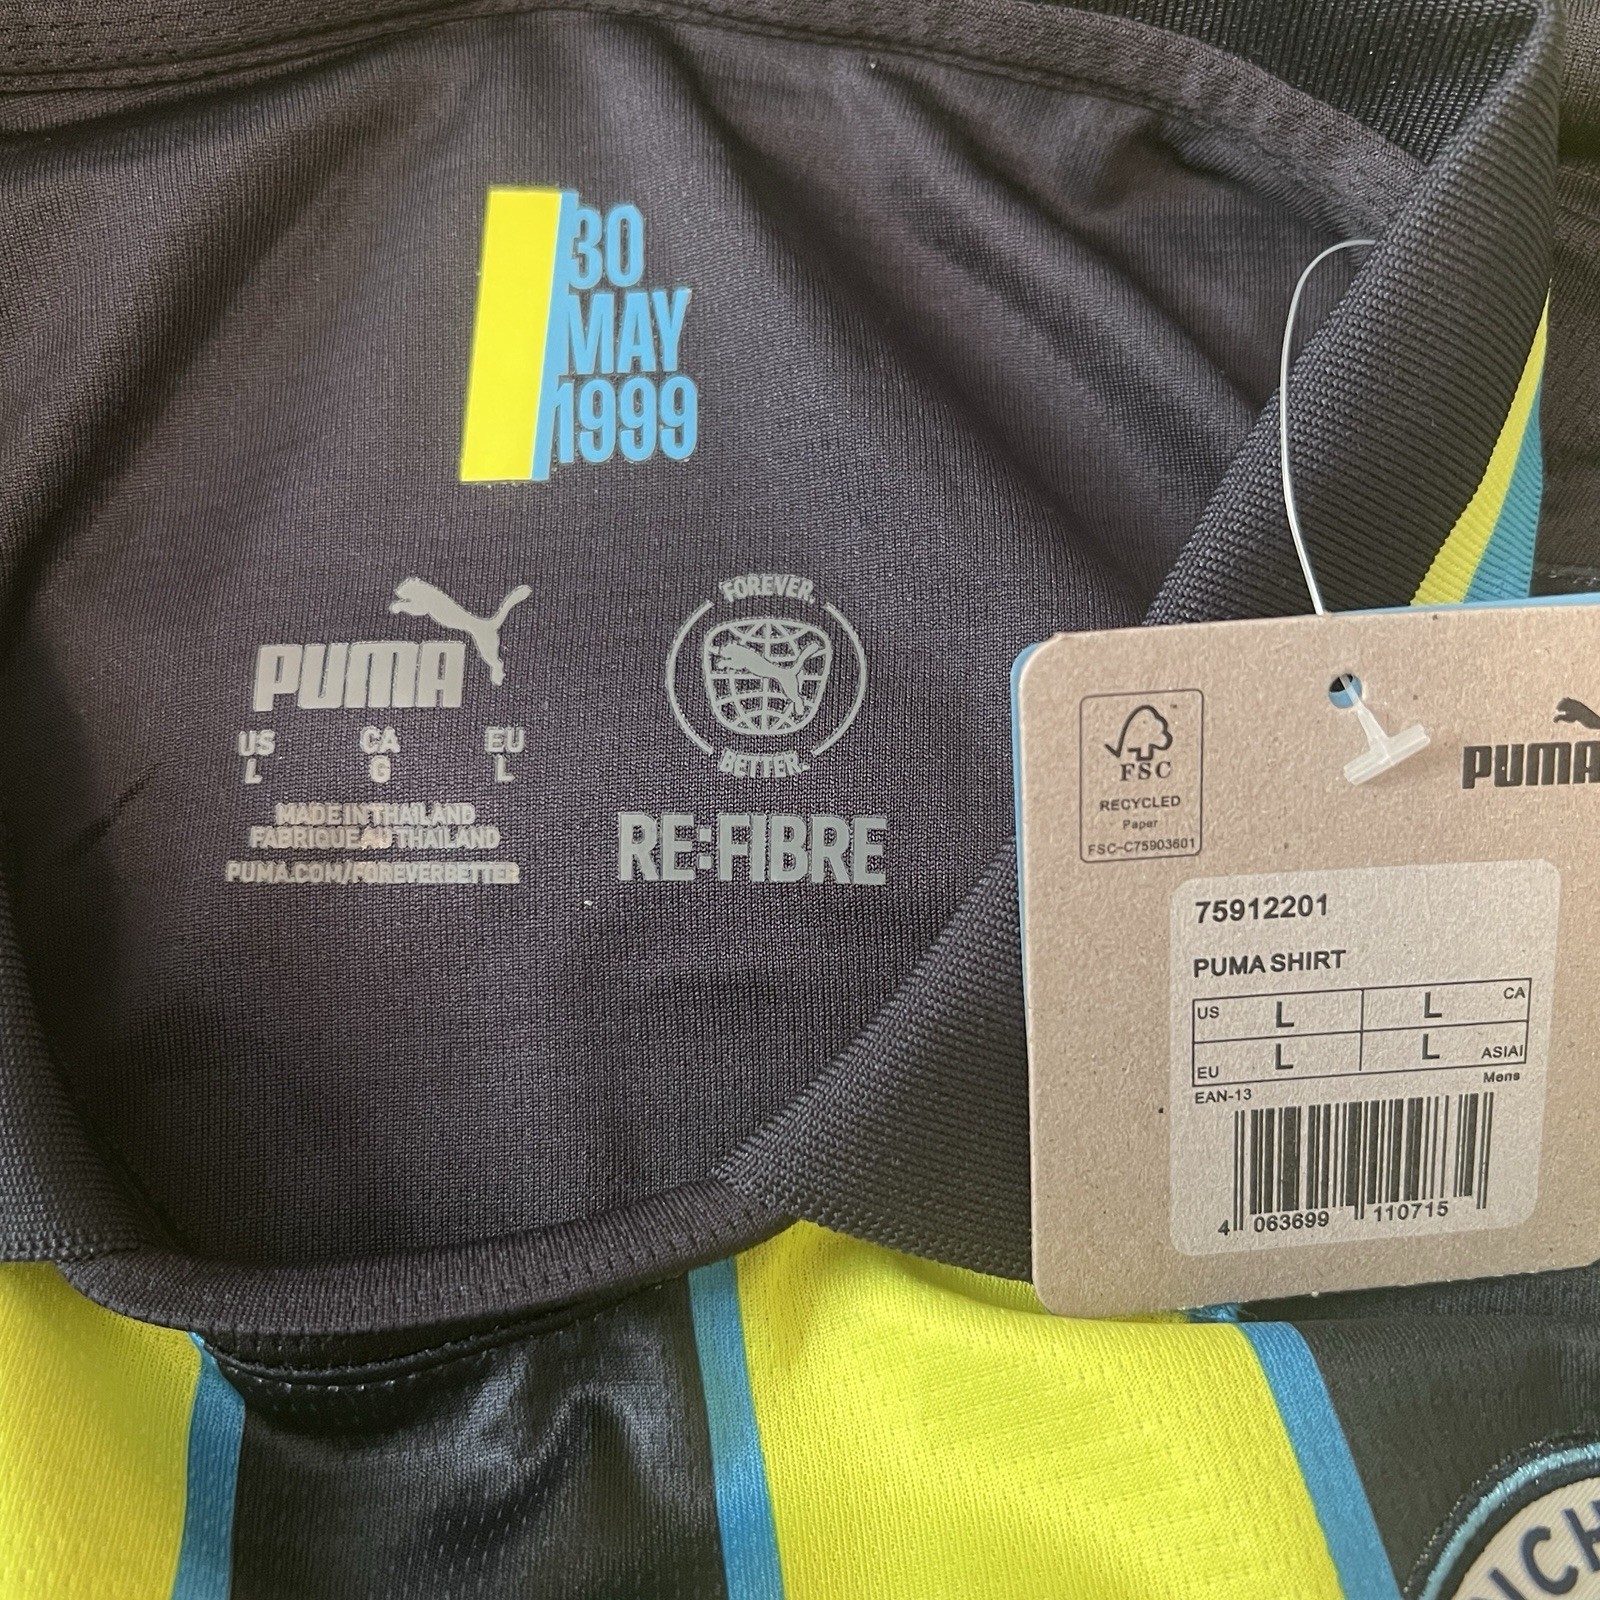 30
MAY
1999
PUMA
US CA EU
L G L
MADE IN THAILAND
FABRIQUE AU THAILAND
PUMA.COM/FOREVERBETTER
FOREVER.
BETTER.
RE:FIBRE
FSC
RECYCLED
Paper
FSC-C75903601
PUMA
75912201
PUMA SHIRT
US L L CA
EU L L ASIAI
Mens
EAN-13
4 063699 110715
NCH